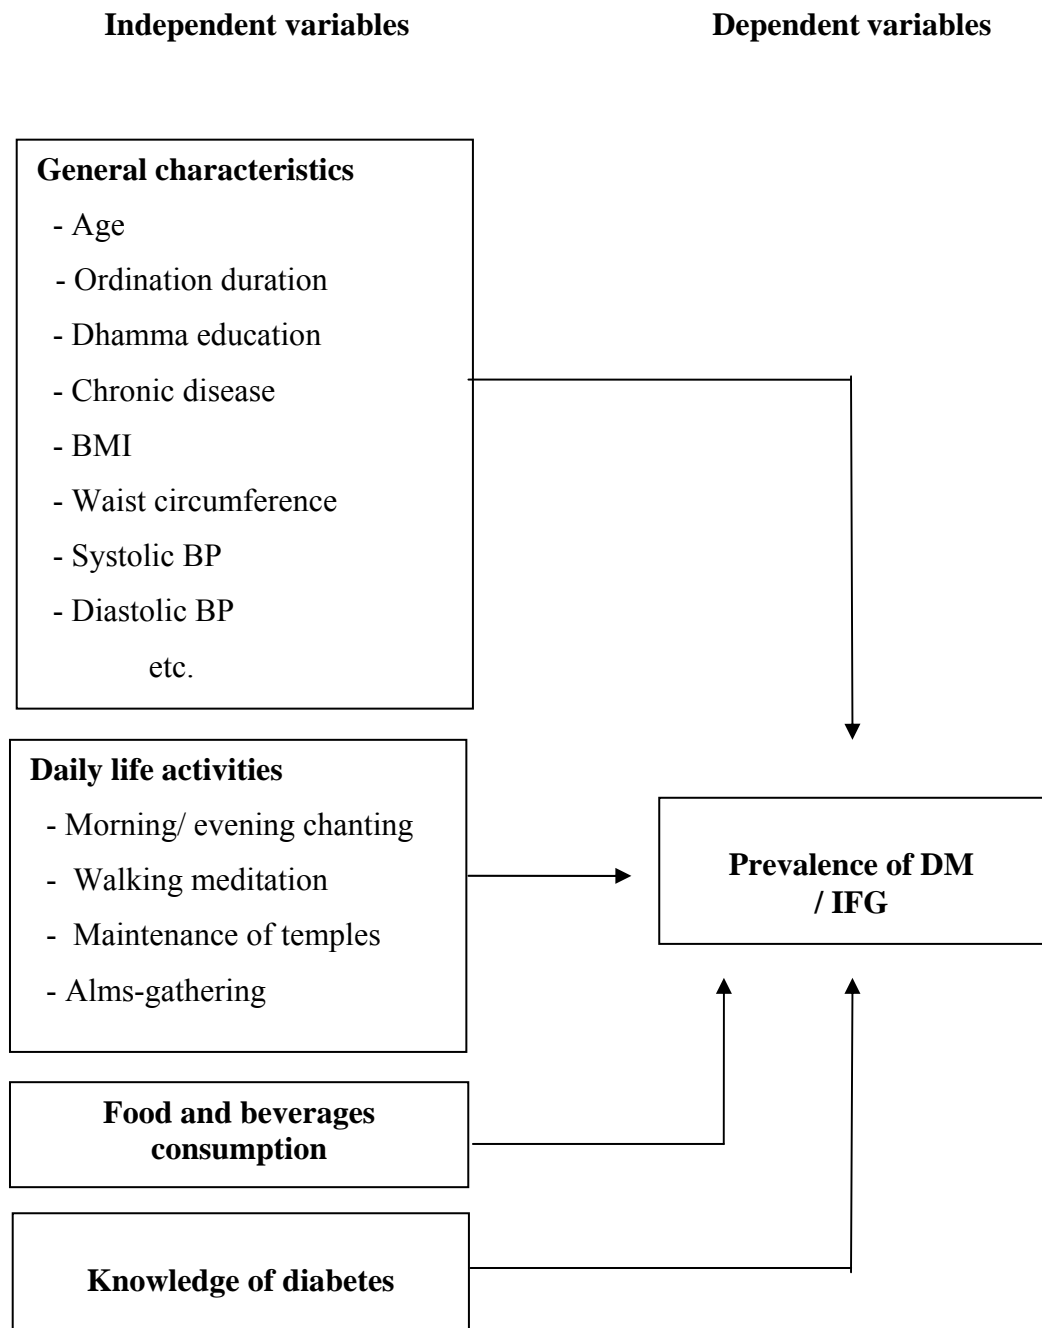 Independent variables
Dependent variables
General characteristics
- Age
- Ordination duration
- Dhamma education
- Chronic disease
- BMI
- Waist circumference
- Systolic BP
- Diastolic BP
etc.
Daily life activities
- Morning/ evening chanting
- Walking meditation
- Maintenance of temples
- Alms-gathering
Prevalence of DM
/ IFG
Food and beverages
consumption
Knowledge of diabetes